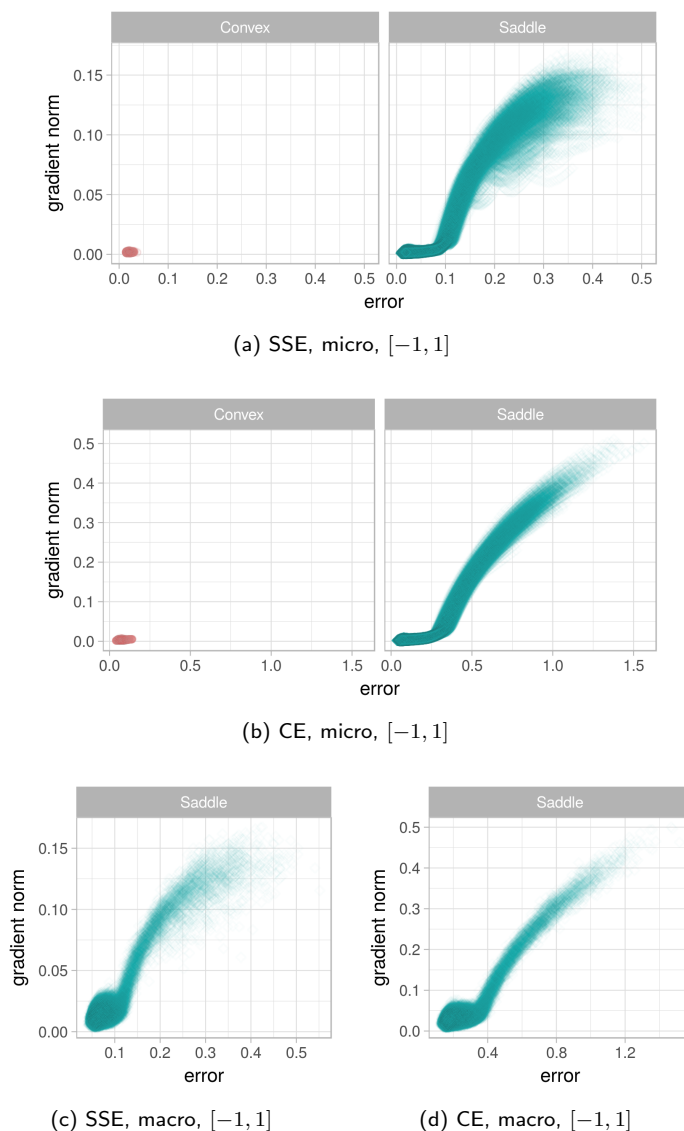 Convex Saddle
0.15
0.10
0.05
0.00
gradient norm
0.0 0.1 0.2 0.3 0.4 0.5 0.0 0.1 0.2 0.3 0.4 0.5
error
(a) SSE, micro, [−1, 1]
Convex Saddle
0.5
0.4
0.3
0.2
0.1
0.0
gradient norm
0.0 0.5 1.0 1.5 0.0 0.5 1.0 1.5
error
(b) CE, micro, [−1, 1]
Saddle
0.15
0.10
0.05
0.00
gradient norm
0.1 0.2 0.3 0.4 0.5
error
(c) SSE, macro, [−1, 1]
Saddle
0.5
0.4
0.3
0.2
0.1
0.0
gradient norm
0.4 0.8 1.2
error
(d) CE, macro, [−1, 1]